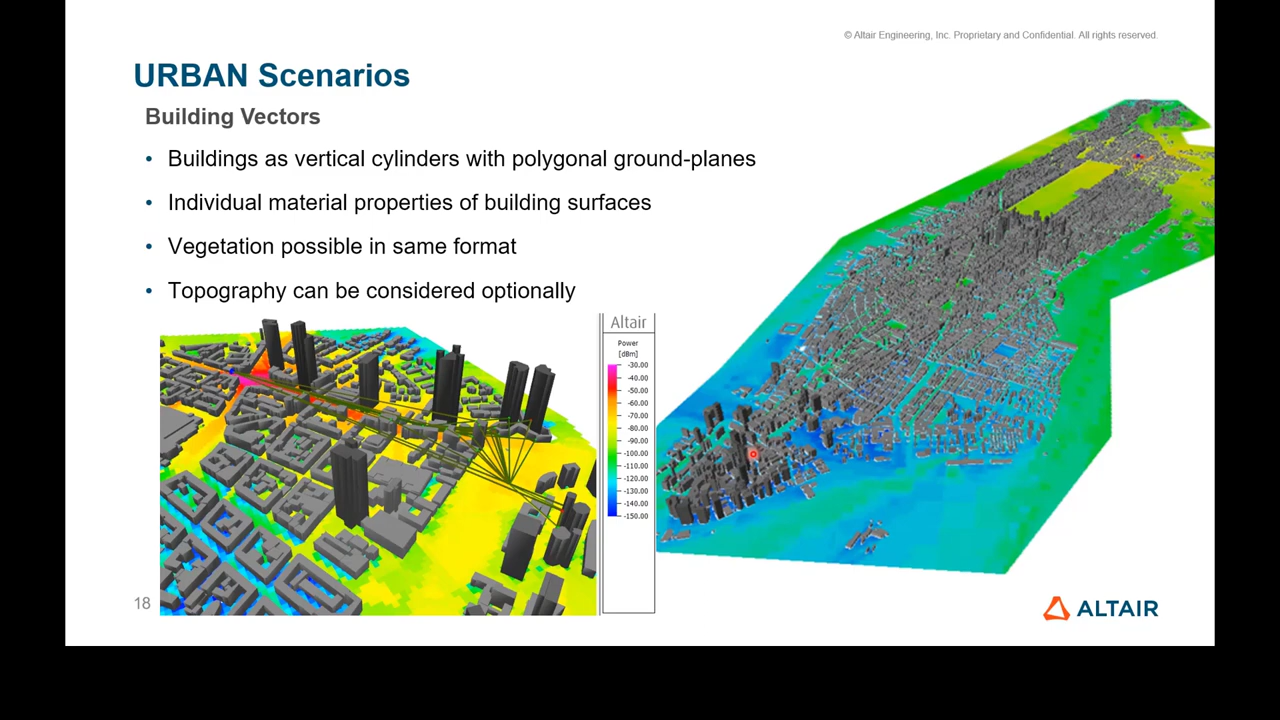 © Altair Engineering, Inc. Proprietary and Confidential. All rights reserved.
URBAN Scenarios
Building Vectors
• Buildings as vertical cylinders with polygonal ground-planes
• Individual material properties of building surfaces
• Vegetation possible in same format
• Topography can be considered optionally
Altair
Power
[dBm]
-30.00
-40.00
-50.00
-60.00
-70.00
-80.00
-90.00
-100.00
-110.00
-120.00
-130.00
-140.00
-150.00
18
ALTAIR